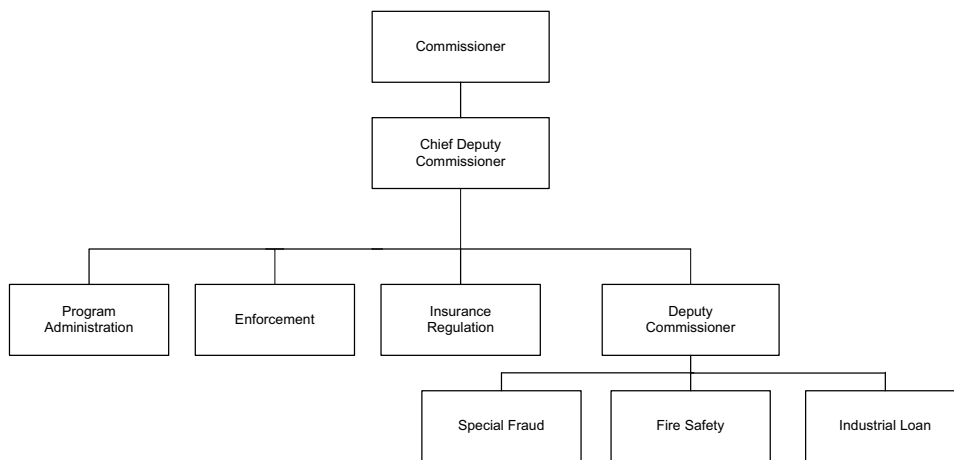 Commissioner
Chief Deputy
Commissioner
Program
Administration
Enforcement
Insurance
Regulation
Deputy
Commissioner
Special Fraud
Fire Safety
Industrial Loan